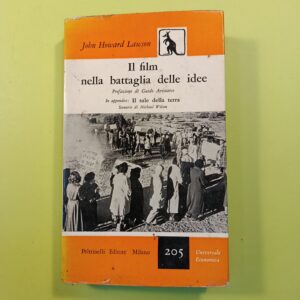 John Howard Lawson
Il film
nella battaglia delle idee
Prefazione di Guido Aristarco
In appendice: Il sale della terra
Scenario di Michael Wilson
Feltrinelli Editore Milano
205
Universale
Economica